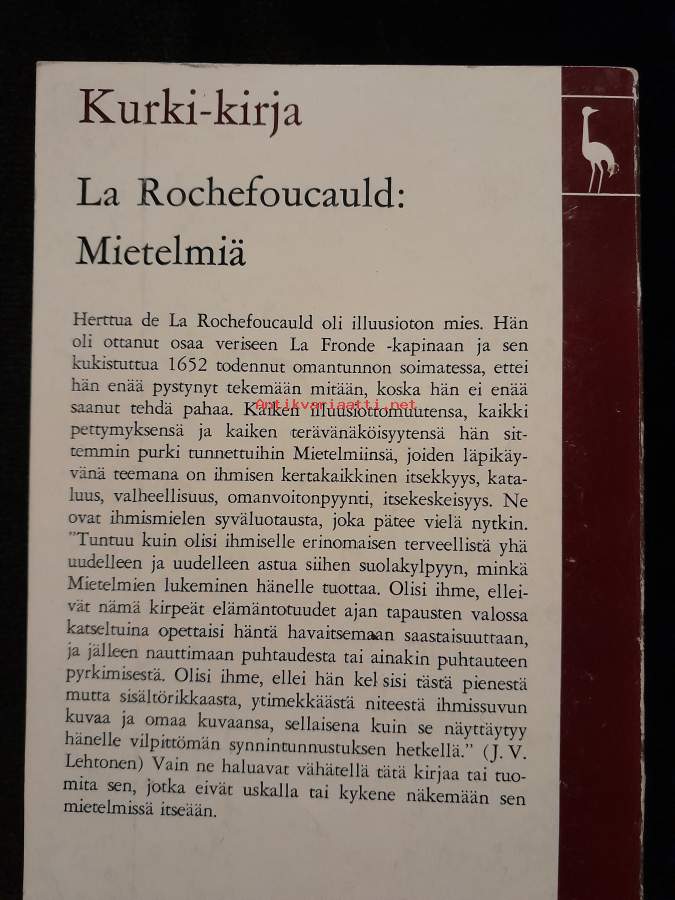 Kurki-kirja
La Rochefoucauld:
Mietelmiä
Herttua de La Rochefoucauld oli illuusioton mies. Hän
oli ottanut osaa veriseen La Fronde -kapinaan ja sen
kukistuttua 1652 todennut omantunnon soimatessa, ettei
hän enää pystynyt tekemään mitään, koska hän ei enää
saanut tehdä pahaa. Kaiken illuusiottomuutensa, kaikki
Antikvariaatti.net
pettymyksensä ja kaiken terävänäköisyytensä hän sit-
temmin purki tunnettuihin Mietelmiinsä, joiden läpikäy-
vänä teemana on ihmisen kertakaikkinen itsekkyys, kata-
luus, valheellisuus, omanvoitonpyynti, itsekeskeisyys. Ne
ovat ihmismielen syväluotausta, joka pätee vielä nytkin.
"Tuntuu kuin olisi ihmiselle erinomaisen terveellistä yhä
uudelleen ja uudelleen astua siihen suolakylpyyn, minkä
Mietelmien lukeminen hänelle tuottaa. Olisi ihme, ellei-
vät nämä kirpeät elämäntotuudet ajan tapausten valossa
katseltuina opettaisi häntä havaitsemaan saastaisuuttaan,
ja jälleen nauttimaan puhtaudesta tai ainakin puhtauteen
pyrkimisestä. Olisi ihme, ellei hän kel sisi tästä pienestä
mutta sisältörikkaasta, ytimekkäästä niteestä ihmissuvun
kuvaa ja omaa kuvaansa, sellaisena kuin se näyttäytyy
hänelle vilpittömän synnintunnustuksen hetkellä." (J. V.
Lehtonen) Vain ne haluavat vähätellä tätä kirjaa tai tuo-
mita sen, jotka eivät uskalla tai kykene näkemään sen
mietelmissä itseään.